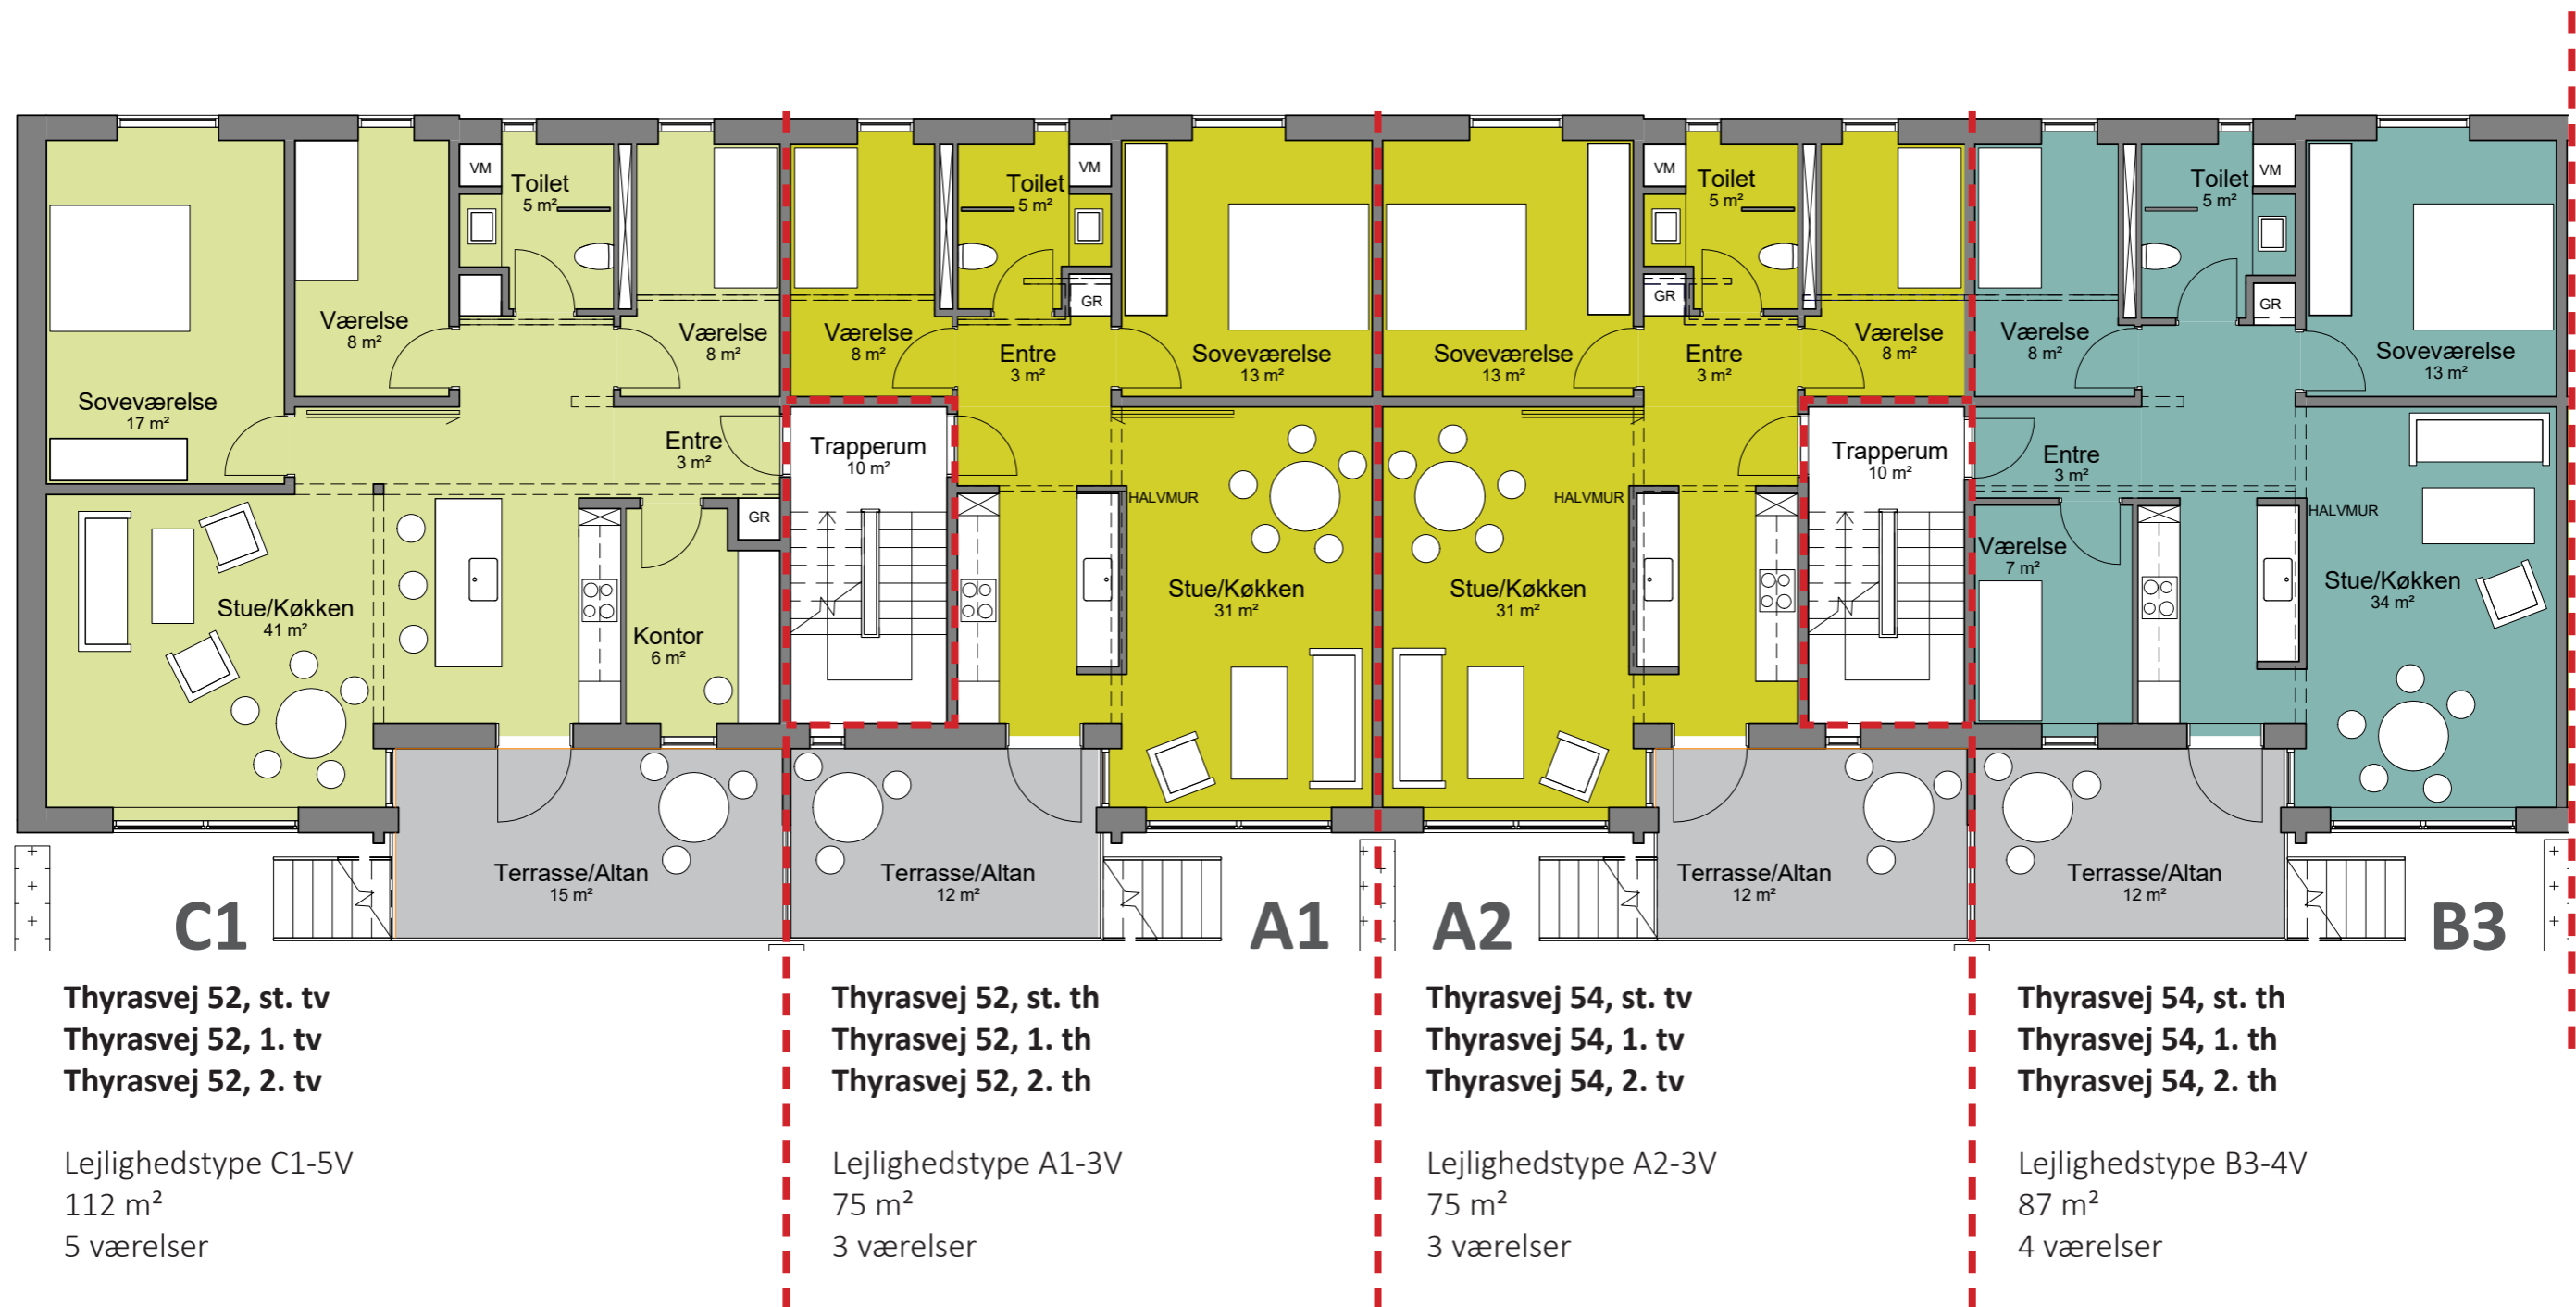 VM
Toilet
5 m²
Værelse
8 m²
Værelse
8 m²
Soveværelse
17 m²
Entre
3 m²
GR
Stue/Køkken
41 m²
Kontor
6 m²
Terrasse/Altan
15 m²
C1
Trapperum
10 m²
Værelse
8 m²
Toilet
5 m²
VM
GR
Entre
3 m²
Soveværelse
13 m²
HALVMUR
Stue/Køkken
31 m²
Terrasse/Altan
12 m²
A1
Soveværelse
13 m²
VM
Toilet
5 m²
GR
Entre
3 m²
Værelse
8 m²
HALVMUR
Stue/Køkken
31 m²
Trapperum
10 m²
Terrasse/Altan
12 m²
A2
Værelse
8 m²
Toilet
5 m²
VM
GR
Soveværelse
13 m²
Entre
3 m²
Værelse
7 m²
HALVMUR
Stue/Køkken
34 m²
Terrasse/Altan
12 m²
B3
Thyrasvej 52, st. tv
Thyrasvej 52, 1. tv
Thyrasvej 52, 2. tv
Lejlighedstype C1-5V
112 m²
5 værelser
Thyrasvej 52, st. th
Thyrasvej 52, 1. th
Thyrasvej 52, 2. th
Lejlighedstype A1-3V
75 m²
3 værelser
Thyrasvej 54, st. tv
Thyrasvej 54, 1. tv
Thyrasvej 54, 2. tv
Lejlighedstype A2-3V
75 m²
3 værelser
Thyrasvej 54, st. th
Thyrasvej 54, 1. th
Thyrasvej 54, 2. th
Lejlighedstype B3-4V
87 m²
4 værelser